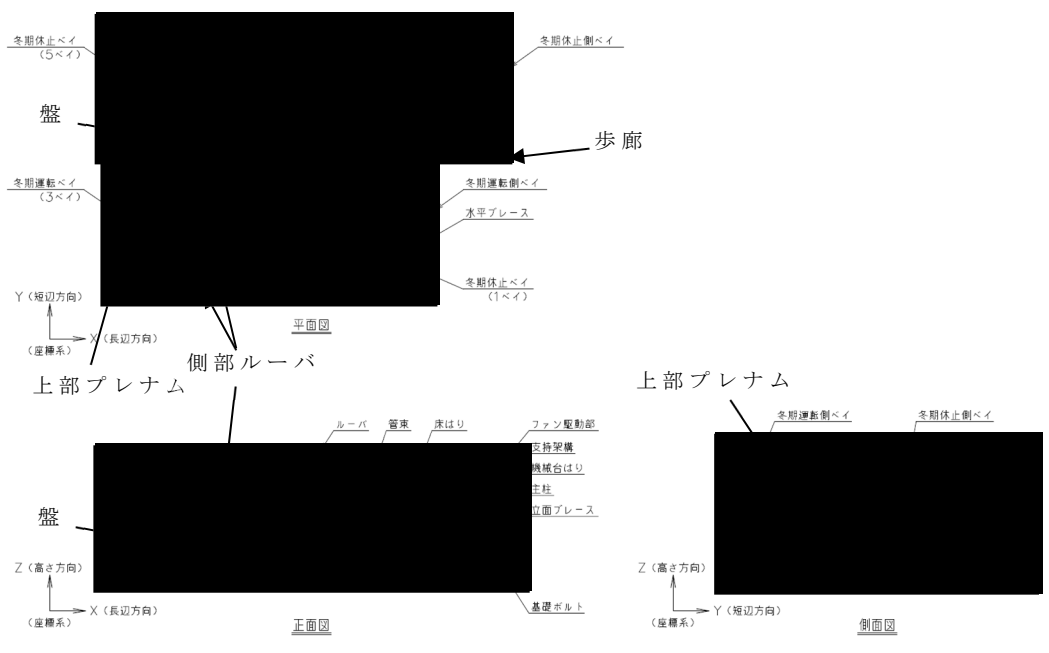 冬期休止ベイ
(5ベイ)
冬期休止側ベイ
盤
歩廊
冬期運転ベイ
(3ベイ)
冬期運転側ベイ
水平ブレース
冬期休止ベイ
(1ベイ)
Y(短辺方向)
X(長辺方向)
(座標系)
平面図
側部ルーバ
上部プレナム
上部プレナム
ルーバ
管束
床はり
ファン駆動部
支持架構
機械台はり
主柱
立面ブレース
盤
Z(高さ方向)
X(長辺方向)
(座標系)
正面図
基礎ボルト
冬期運転側ベイ
冬期休止側ベイ
Z(高さ方向)
Y(短辺方向)
(座標系)
側面図